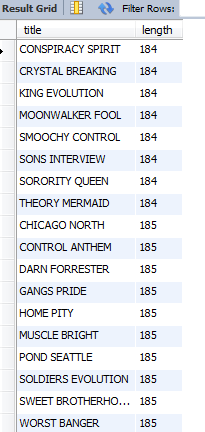 Result Grid Filter Rows:
title length
CONSPIRACY SPIRIT 184
CRYSTAL BREAKING 184
KING EVOLUTION 184
MOONWALKER FOOL 184
SMOOCHY CONTROL 184
SONS INTERVIEW 184
SORORITY QUEEN 184
THEORY MERMAID 184
CHICAGO NORTH 185
CONTROL ANTHEM 185
DARN FORRESTER 185
GANGS PRIDE 185
HOME PITY 185
MUSCLE BRIGHT 185
POND SEATTLE 185
SOLDIERS EVOLUTION 185
SWEET BROTHERHO... 185
WORST BANGER 185